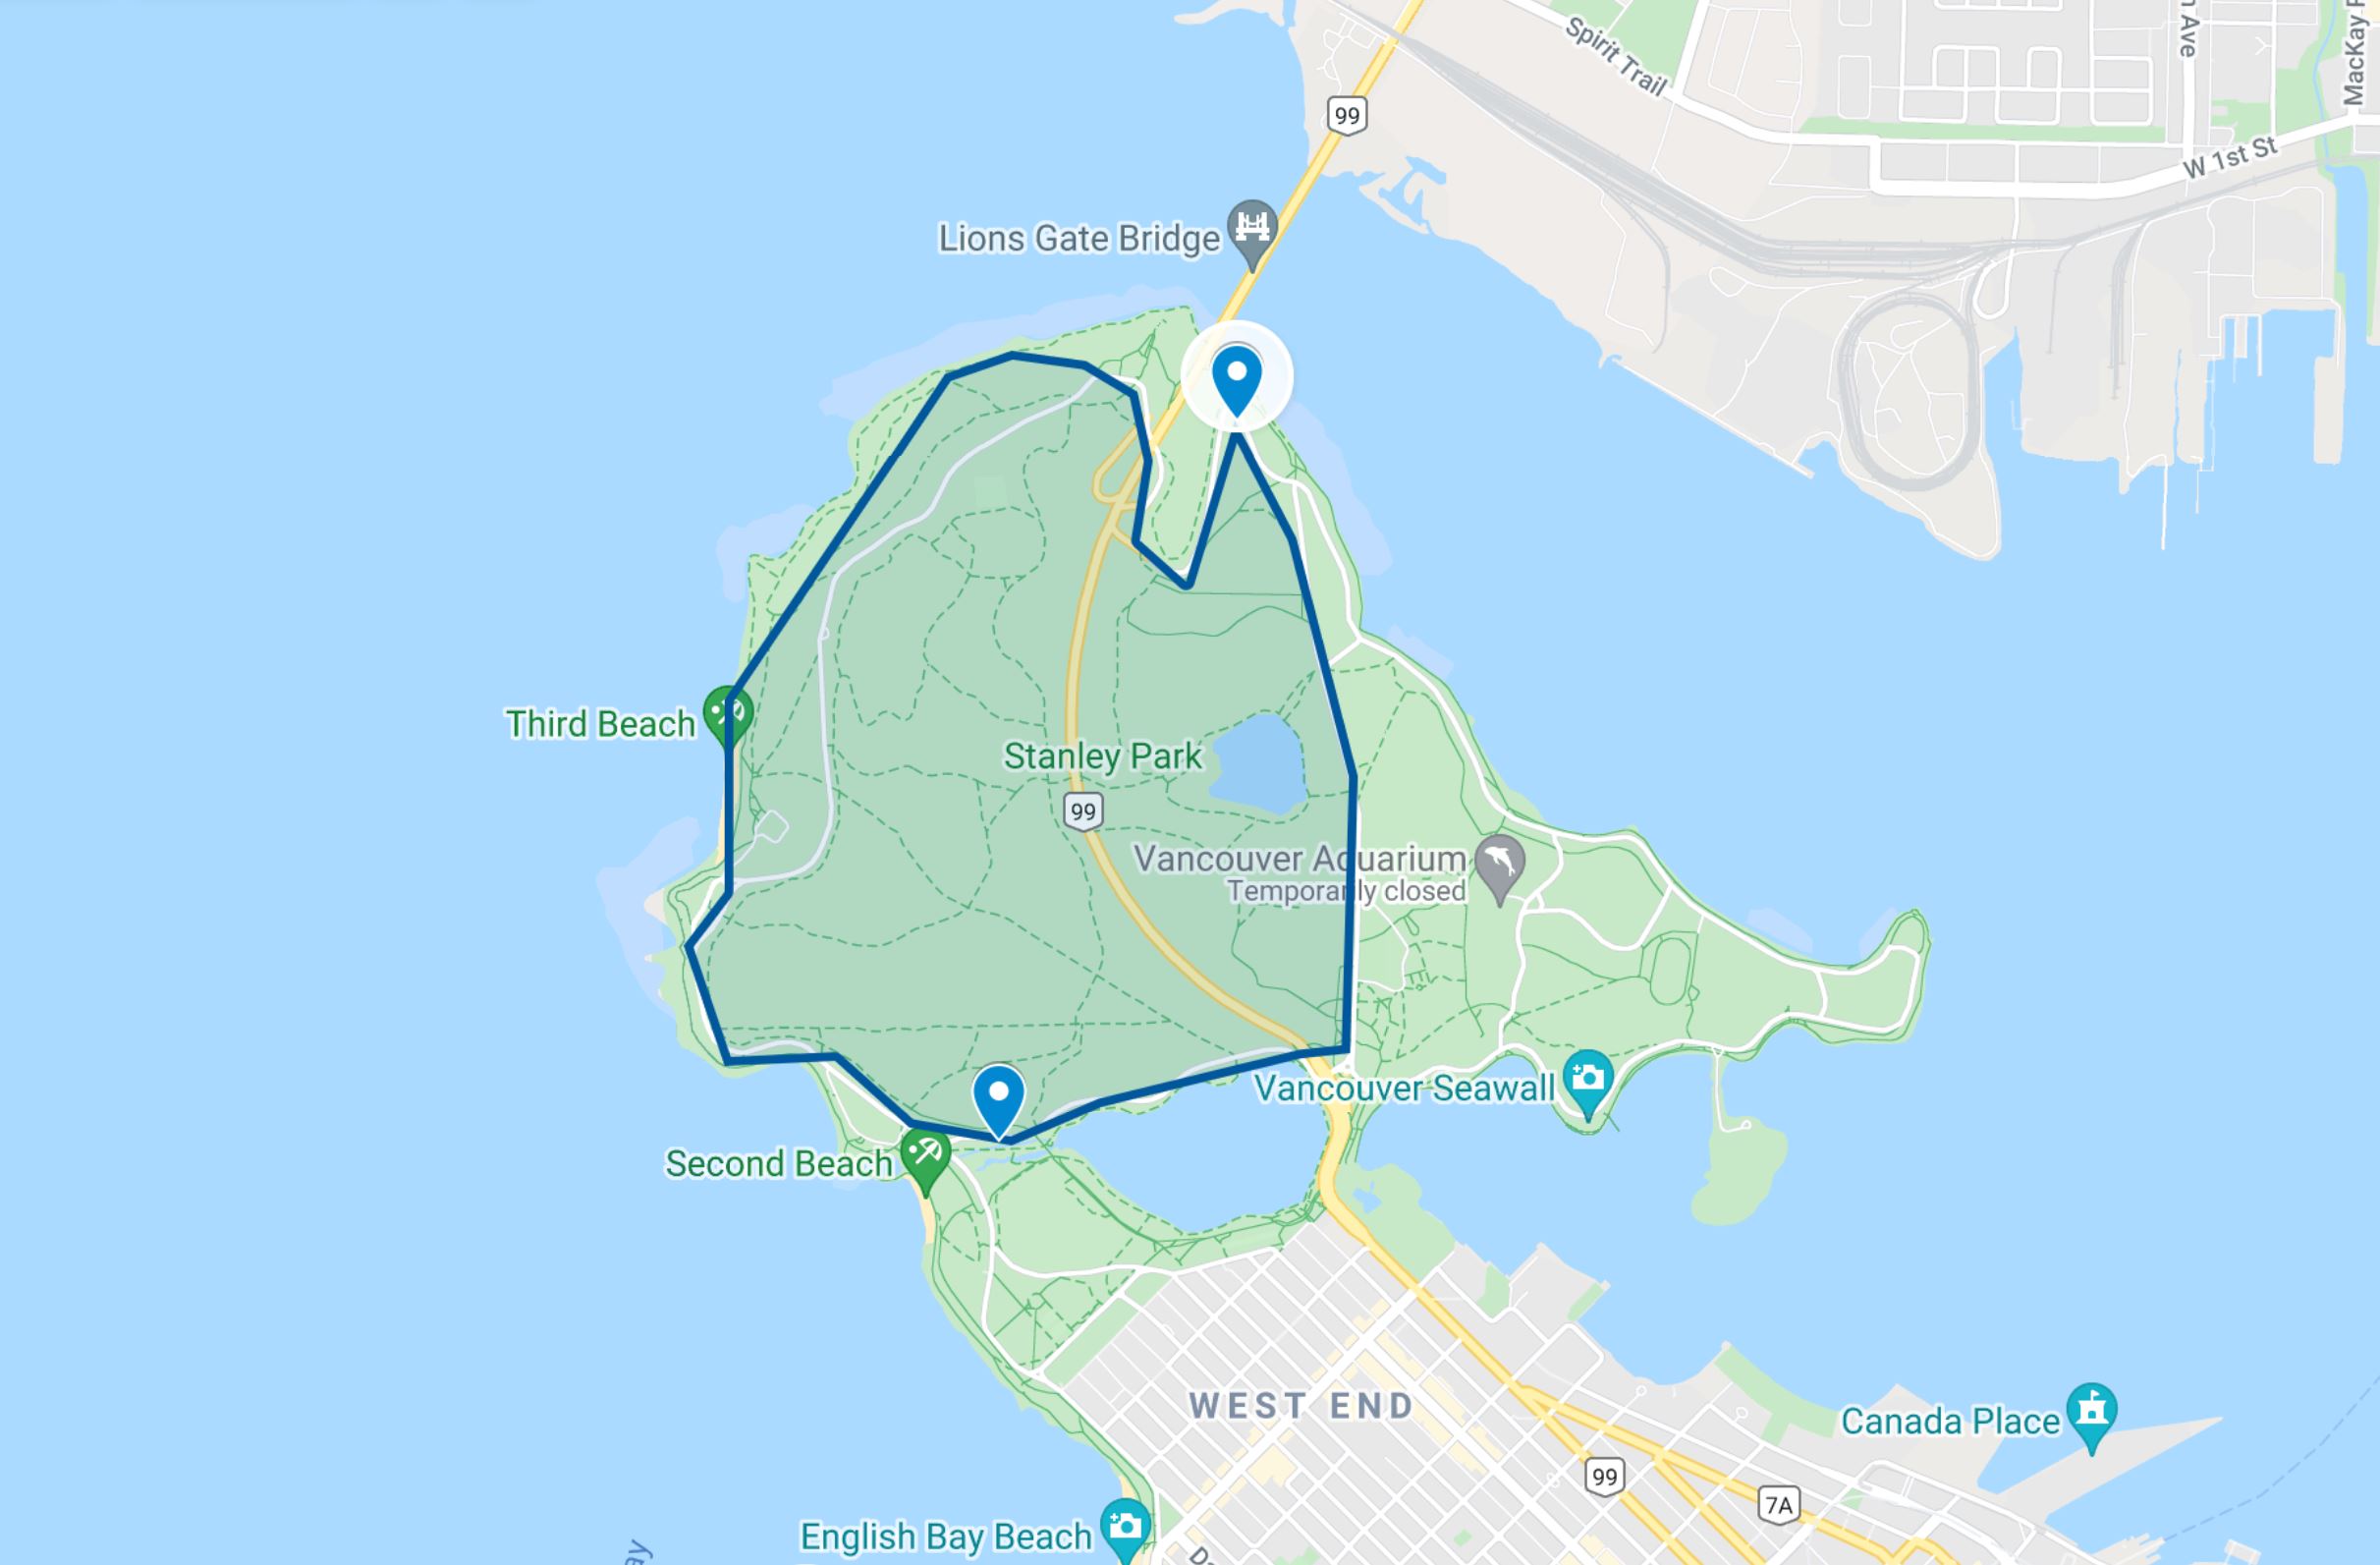 Spirit Trail
n Ave
MacKay
99
W 1st St
Lions Gate Bridge
Third Beach
Stanley Park
99
Vancouver Aquarium
Temporarily closed
Vancouver Seawall
Second Beach
WEST END
Canada Place
99
7A
English Bay Beach
ay